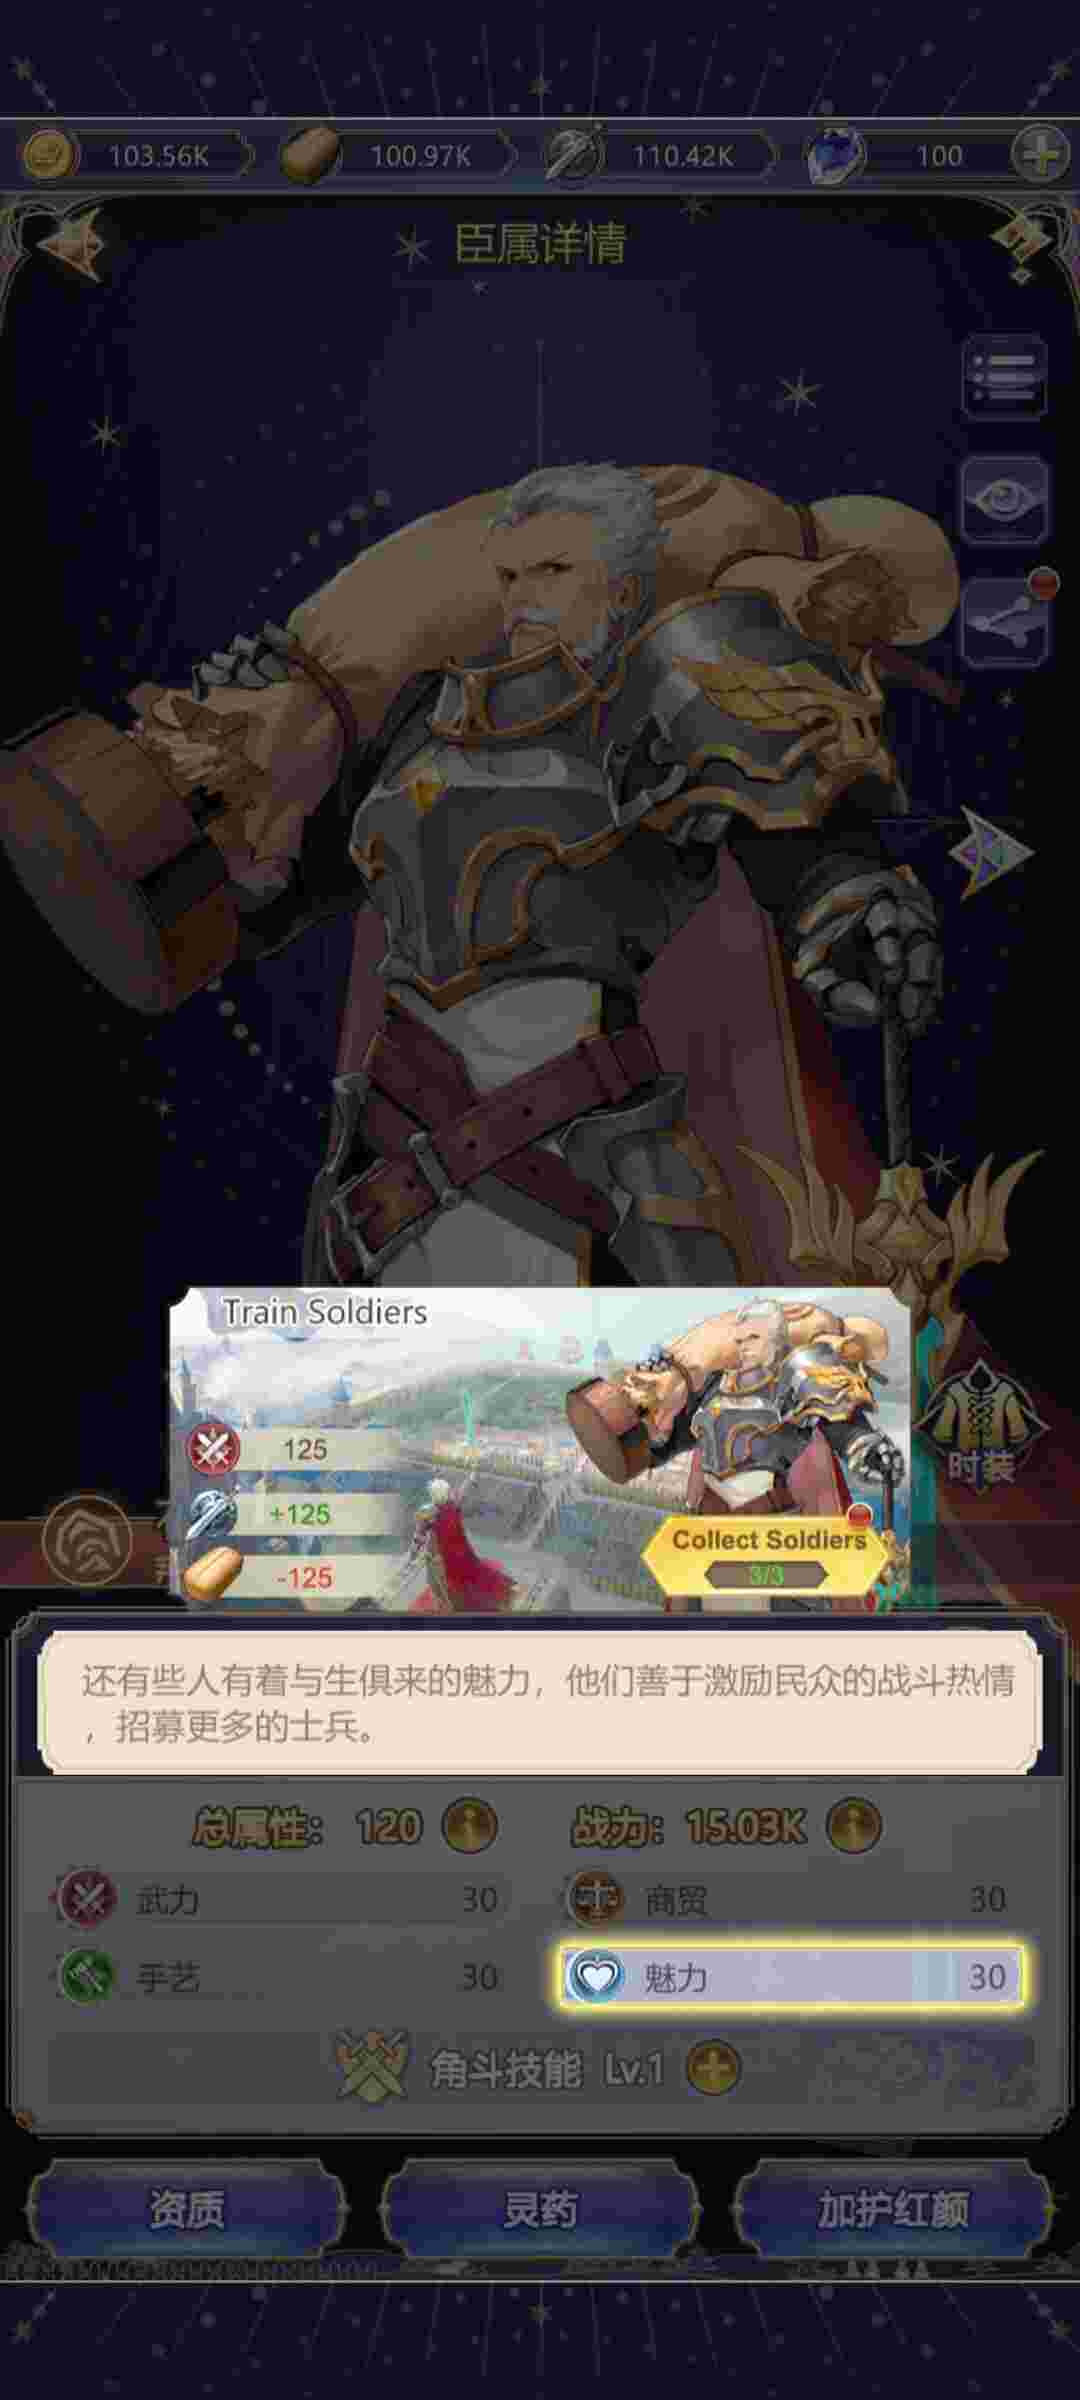 103.56K
100.97K
110.42K
100
臣属详情
Train Soldiers
125
+125
-125
Collect Soldiers
3/3
时装
还有些人有着与生俱来的魅力，他们善于激励民众的战斗热情
，招募更多的士兵。
总属性： 120
战力： 15.03K
武力 30
商贸 30
手艺 30
魅力 30
角斗技能 Lv.1
资质
灵药
加护红颜